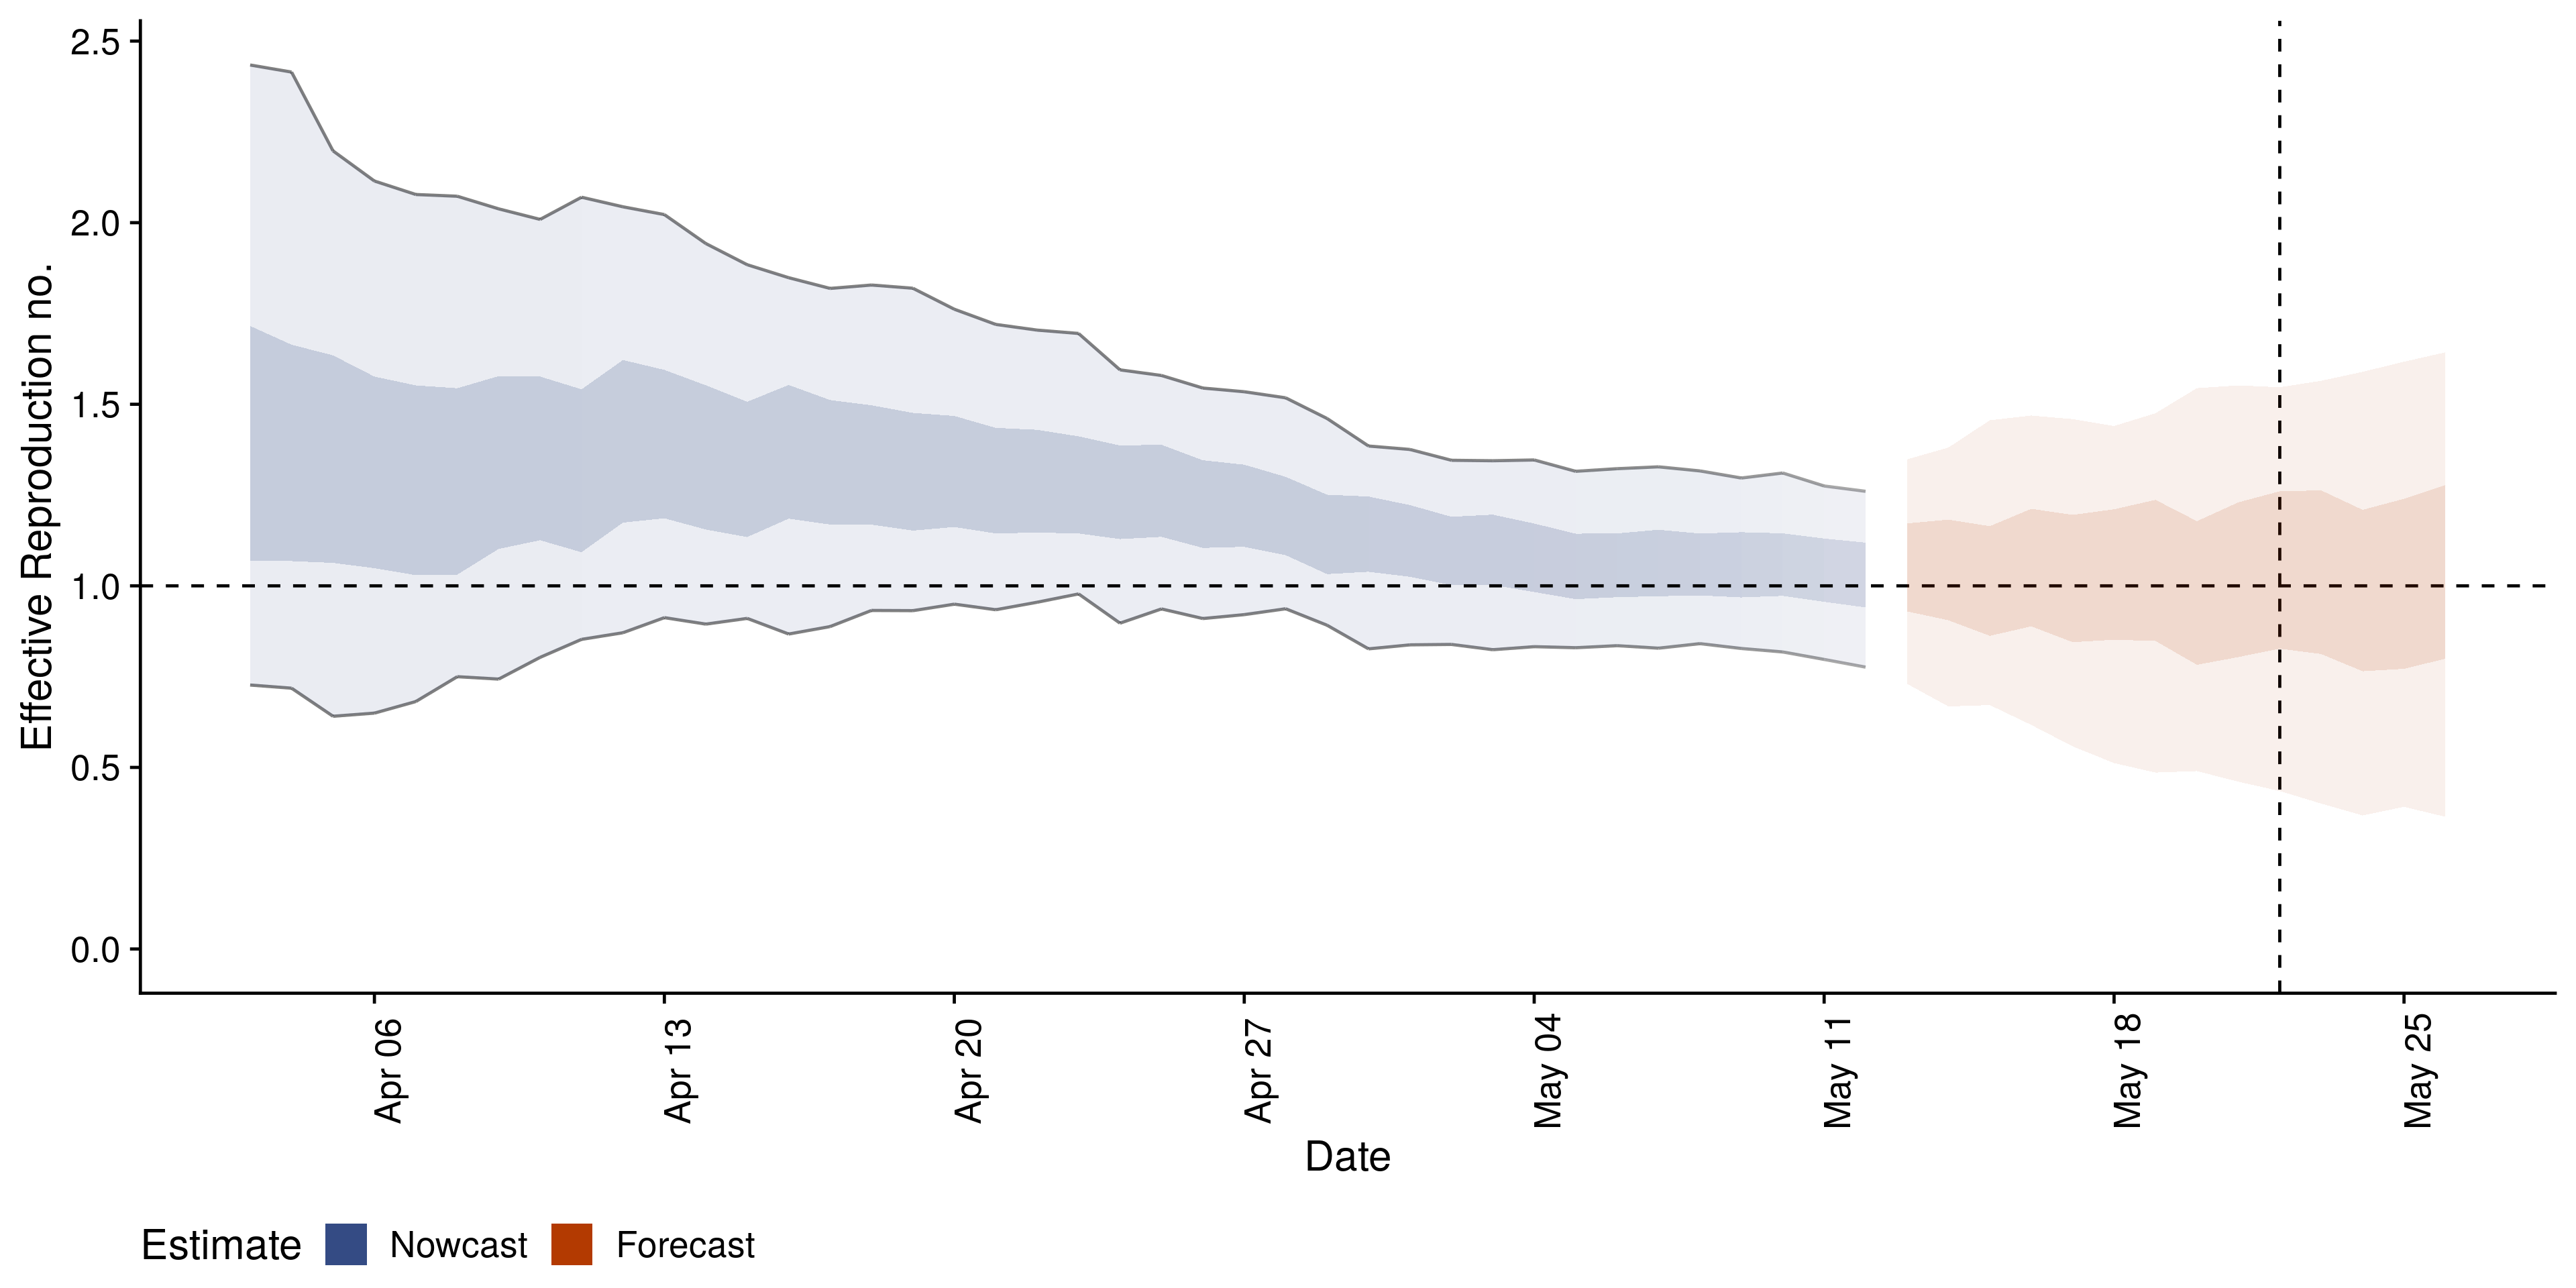 Effective Reproduction no.
2.5
2.0
1.5
1.0
0.5
0.0
Apr 06
Apr 13
Apr 20
Apr 27
May 04
May 11
May 18
May 25
Date
Estimate Nowcast Forecast